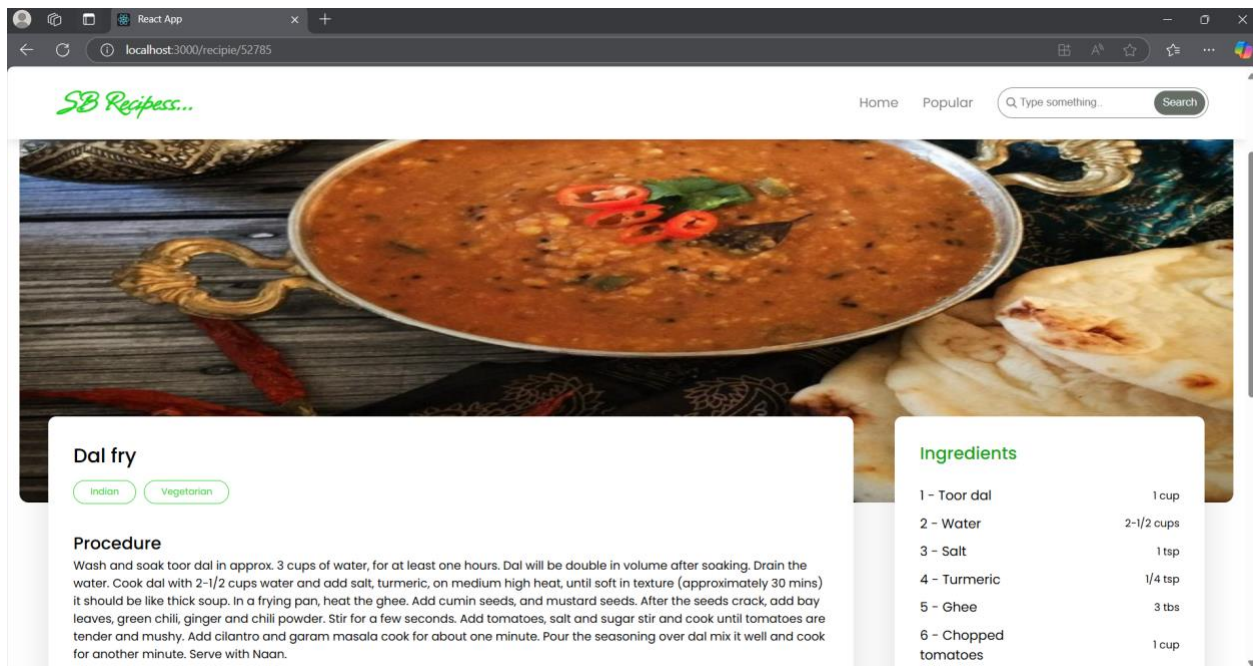 React App
localhost:3000/recipie/52785
SB Recipess...
Home Popular Type something.. Search
Dal fry
Indian Vegetarian
Procedure
Wash and soak toor dal in approx. 3 cups of water, for at least one hours. Dal will be double in volume after soaking. Drain the
water. Cook dal with 2-1/2 cups water and add salt, turmeric, on medium high heat, until soft in texture (approximately 30 mins)
it should be like thick soup. In a frying pan, heat the ghee. Add cumin seeds, and mustard seeds. After the seeds crack, add bay
leaves, green chili, ginger and chili powder. Stir for a few seconds. Add tomatoes, salt and sugar stir and cook until tomatoes are
tender and mushy. Add cilantro and garam masala cook for about one minute. Pour the seasoning over dal mix it well and cook
for another minute. Serve with Naan.
Ingredients
1 - Toor dal 1 cup
2 - Water 2-1/2 cups
3 - Salt 1 tsp
4 - Turmeric 1/4 tsp
5 - Ghee 3 tbs
6 - Chopped
tomatoes 1 cup